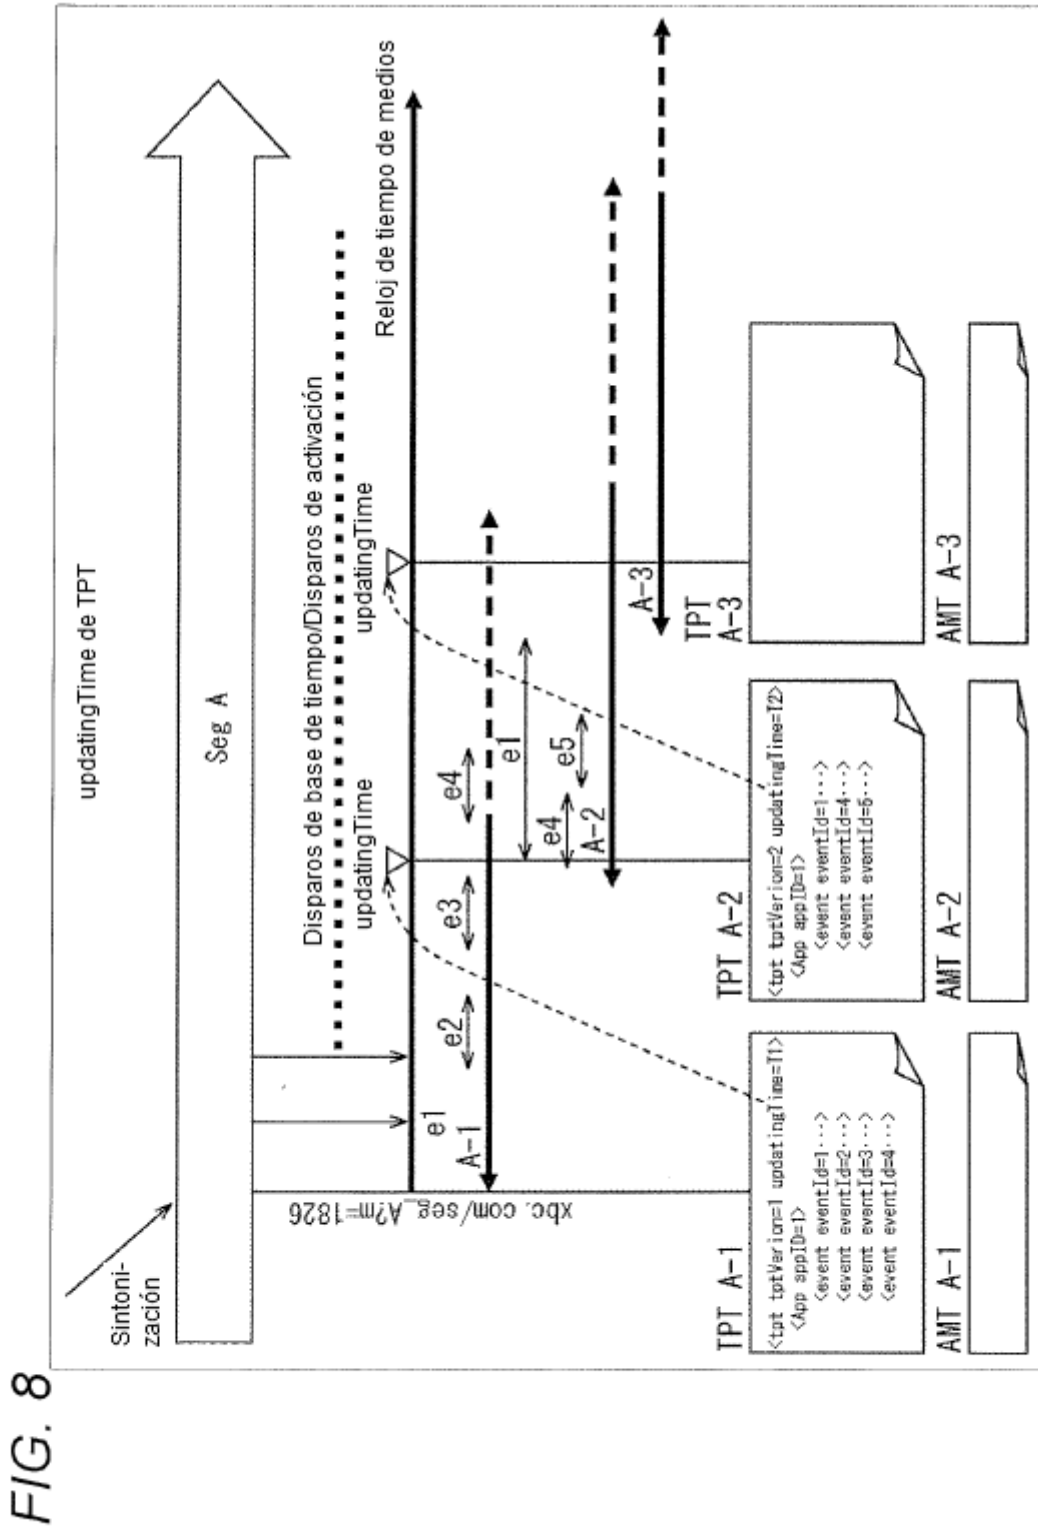 FIG. 8
updatingTime de TPT
Sintoni-
zación
Seg A
Disparos de base de tiempo/Disparos de activación
updatingTime
updatingTime
Reloj de tiempo de medios
xbc.com/seg_A?m=1826
e1
e2
e3
e4
A-1
e1
e4
e5
A-2
A-3
TPT A-1
<tpt tptVerion=1 updatingTime=T1>
<App appID=1>
<event eventId=1···>
<event eventId=2···>
<event eventId=3···>
<event eventId=4···>
AMT A-1
TPT A-2
<tpt tptVerion=2 updatingTime=T2>
<App appID=1>
<event eventId=1···>
<event eventId=4···>
<event eventId=5···>
AMT A-2
TPT
A-3
AMT A-3